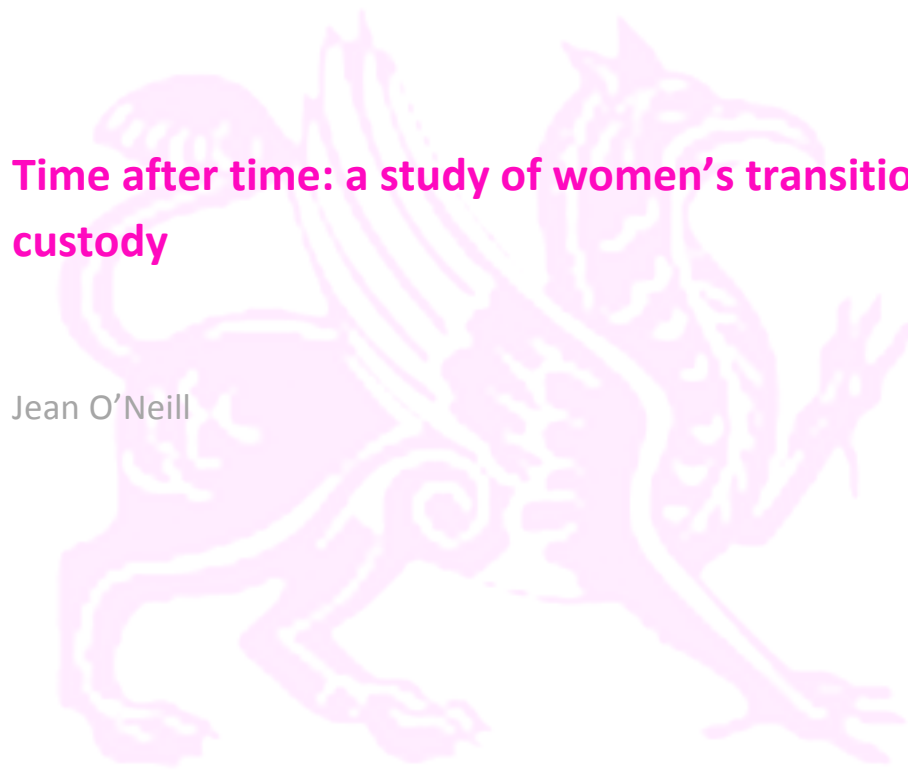 Time after time: a study of women’s transitio
custody
Jean O’Neill